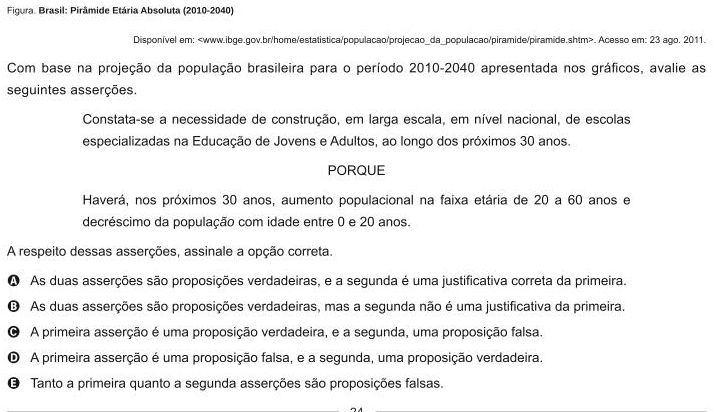 Figura. Brasil: Pirâmide Etária Absoluta (2010-2040)
Disponível em: <www.ibge.gov.br/home/estatistica/populacao/projecao_da_populacao/piramide/piramide.shtm>. Acesso em: 23 ago. 2011.
Com base na projeção da população brasileira para o período 2010-2040 apresentada nos gráficos, avalie as
seguintes asserções.
Constata-se a necessidade de construção, em larga escala, em nível nacional, de escolas
especializadas na Educação de Jovens e Adultos, ao longo dos próximos 30 anos.
PORQUE
Haverá, nos próximos 30 anos, aumento populacional na faixa etária de 20 a 60 anos e
decréscimo da população com idade entre 0 e 20 anos.
A respeito dessas asserções, assinale a opção correta.
A As duas asserções são proposições verdadeiras, e a segunda é uma justificativa correta da primeira.
B As duas asserções são proposições verdadeiras, mas a segunda não é uma justificativa da primeira.
C A primeira asserção é uma proposição verdadeira, e a segunda, uma proposição falsa.
D A primeira asserção é uma proposição falsa, e a segunda, uma proposição verdadeira.
E Tanto a primeira quanto a segunda asserções são proposições falsas.
24